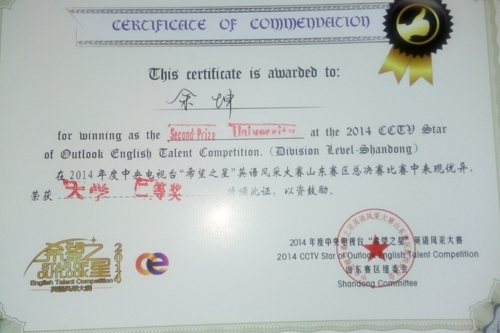 CERTIFICATE OF COMMENDATION
This certificate is awarded to:
余坤
for winning as the Second Prize University at the 2014 CCTV Star
of Outlook English Talent Competition. (Division Level-Shandong)
在2014年度中央电视台“希望之星”英语风采大赛山东赛区总决赛比赛中表现优异,
荣获 大学 二等奖 特颁此证,以资鼓励。
希望之星 2014
English Talent Competition
英语风采大赛
2014 年度中央电视台“希望之星”英语风采大赛
2014 CCTV Star of Outlook English Talent Competition
山东赛区组委会
Shandong Committee